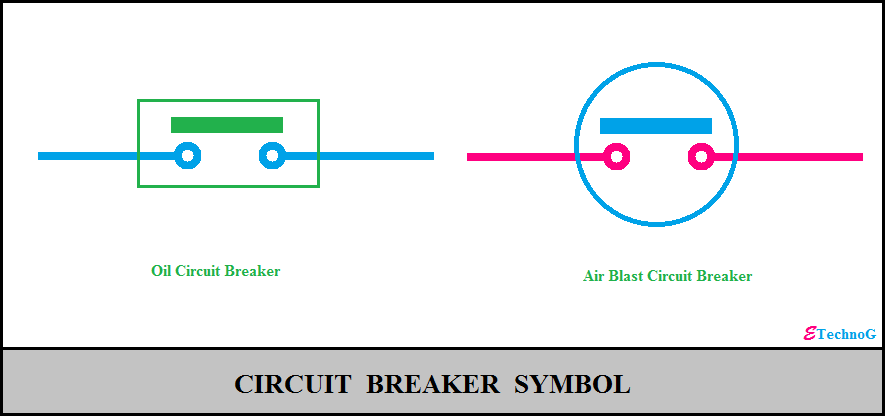 Oil Circuit Breaker
Air Blast Circuit Breaker
ETechnoG
CIRCUIT BREAKER SYMBOL